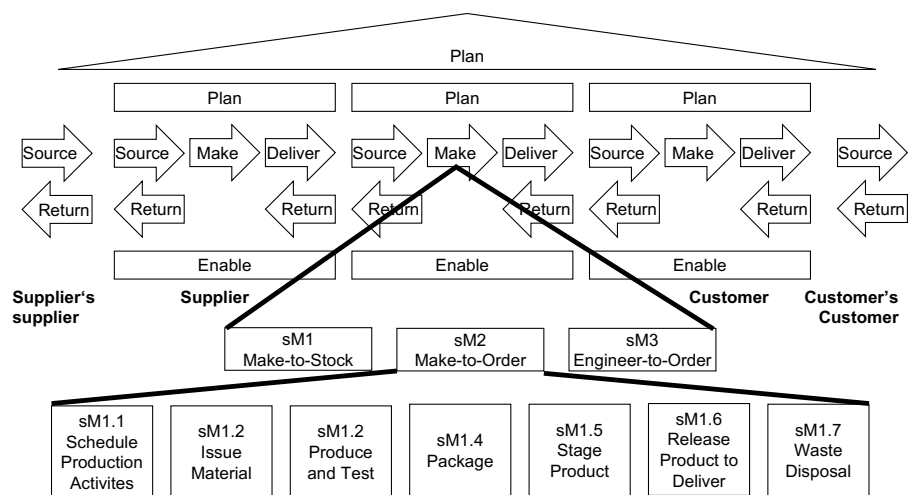 Plan
Plan Plan Plan
Source Source Make Deliver Source Make Deliver Source Make Deliver Source
Return Return Return Return Return Return Return Return
Enable Enable Enable
Supplier‘s
supplier
Supplier
Customer
Customer’s
Customer
sM1
Make-to-Stock
sM2
Make-to-Order
sM3
Engineer-to-Order
sM1.1
Schedule
Production
Activites
sM1.2
Issue
Material
sM1.2
Produce
and Test
sM1.4
Package
sM1.5
Stage
Product
sM1.6
Release
Product to
Deliver
sM1.7
Waste
Disposal